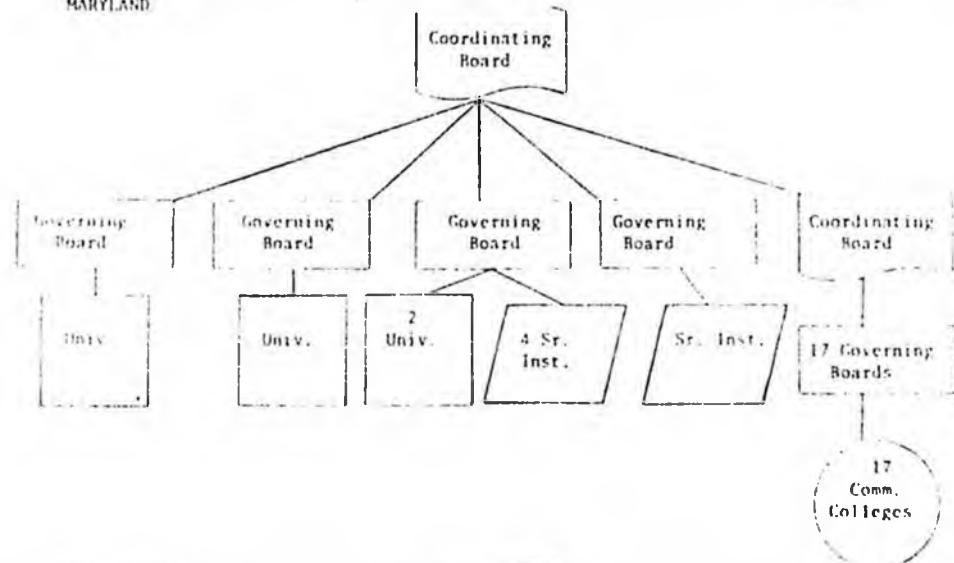 MARYLAND
Coordinating
Board
Governing
Board
Governing
Board
Governing
Board
Governing
Board
Coordinating
Board
Univ
Univ.
2
Univ.
4 Sr.
Inst.
Sr. Inst.
17 Governing
Boards
17
Comm.
Colleges